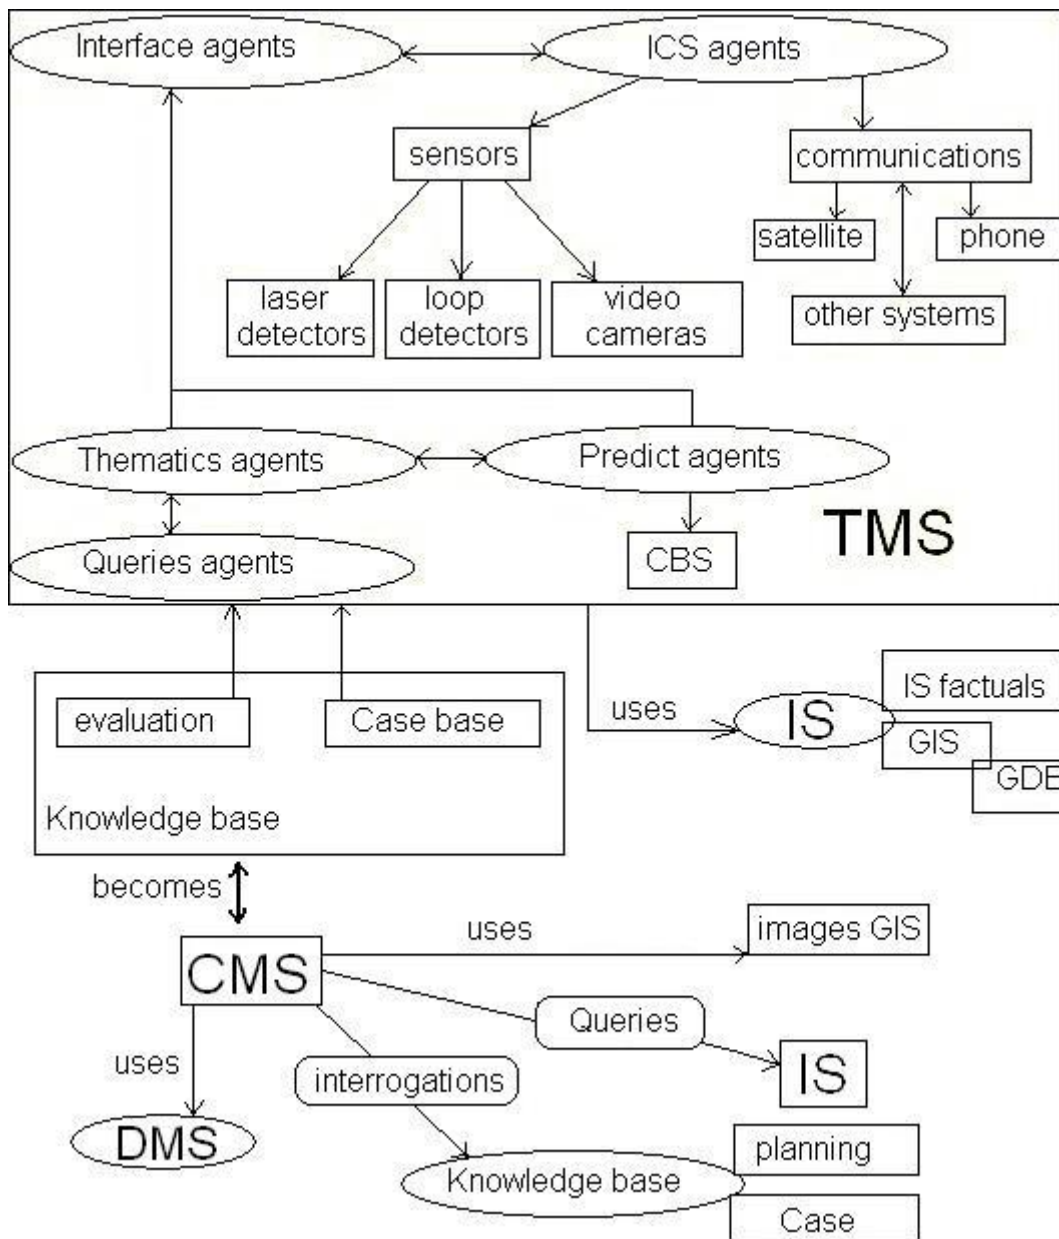 Interface agents
ICS agents
sensors
communications
satellite
phone
laser
detectors
loop
detectors
video
cameras
other systems
Thematics agents
Predict agents
TMS
Queries agents
CBS
evaluation
Case base
Knowledge base
uses
IS
IS factuals
GIS
GDB
becomes
CMS
uses
images GIS
Queries
IS
uses
interrogations
DMS
Knowledge base
planning
Case